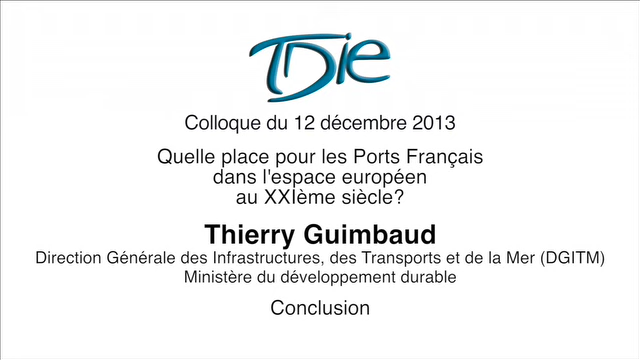 TDie
Colloque du 12 décembre 2013
Quelle place pour les Ports Français
dans l'espace européen
au XXIème siècle?
Thierry Guimbaud
Direction Générale des Infrastructures, des Transports et de la Mer (DGITM)
Ministère du développement durable
Conclusion